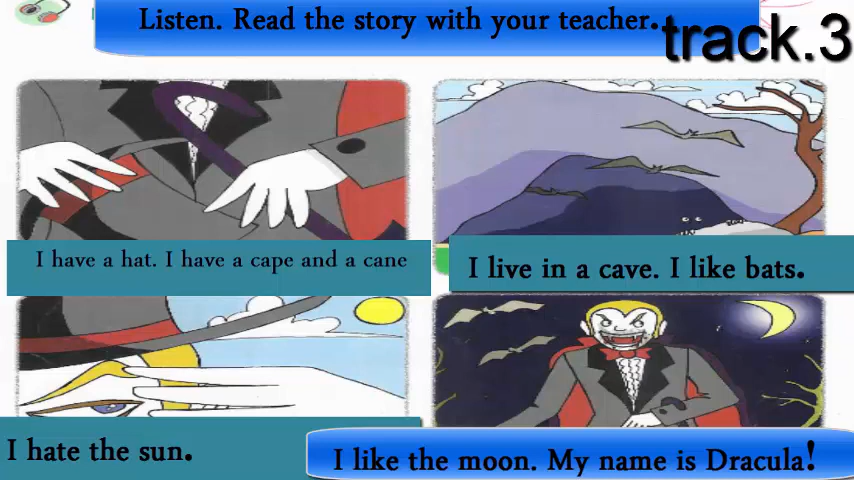 Listen. Read the story with your teacher.
track.3
I have a hat. I have a cape and a cane
I live in a cave. I like bats.
I hate the sun.
I like the moon. My name is Dracula!